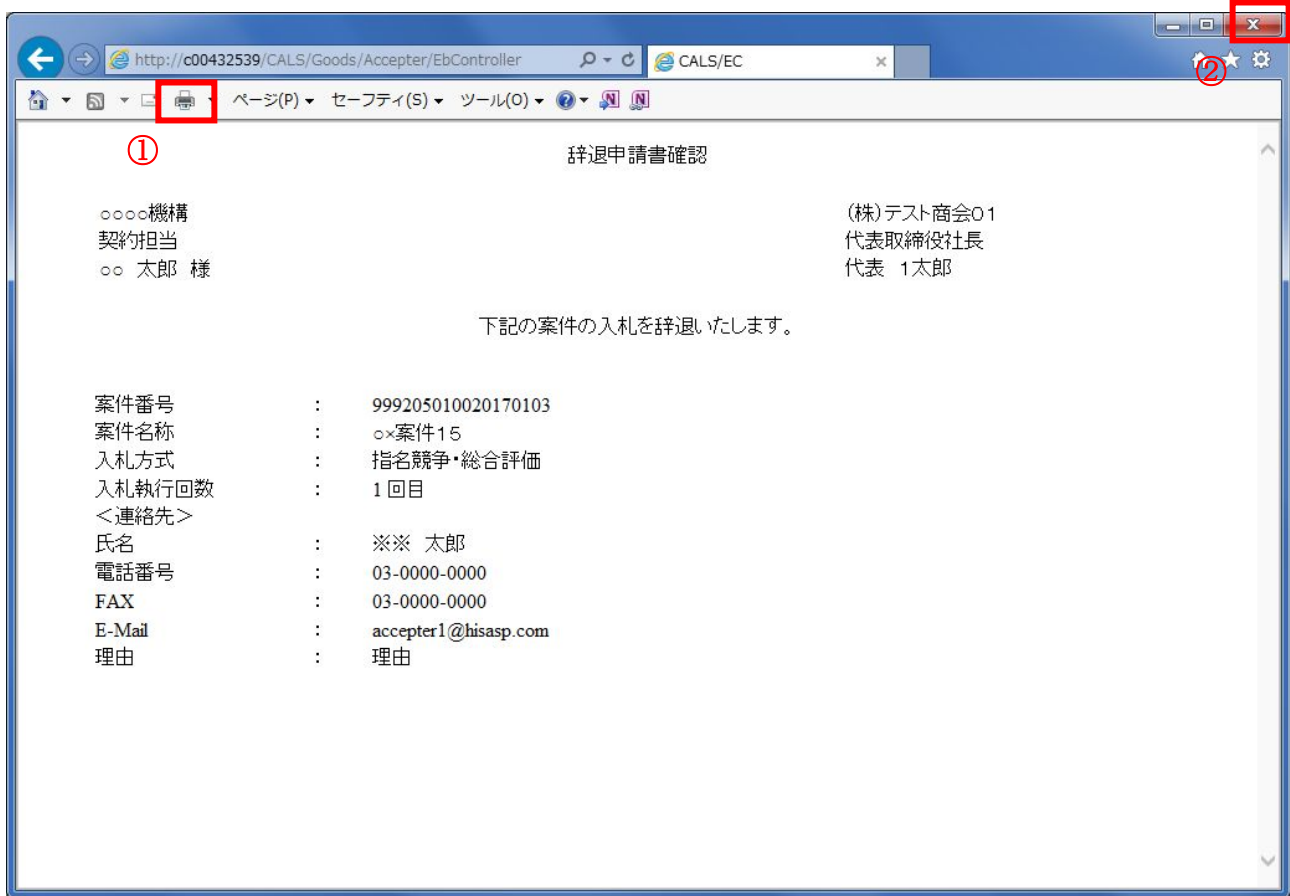 ②
http://c00432539/CALS/Goods/Accepter/EbController CALS/EC
ページ(P) セーフティ(S) ツール(O)
①
辞退申請書確認
○○○○機構 (株)テスト商会01
契約担当 代表取締役社長
○○ 太郎 様 代表 1太郎
下記の案件の入札を辞退いたします。
案件番号 : 999205010020170103
案件名称 : ○×案件15
入札方式 : 指名競争・総合評価
入札執行回数 : 1回目
<連絡先>
氏名 : ※※ 太郎
電話番号 : 03-0000-0000
FAX : 03-0000-0000
E-Mail : accepter1@hisasp.com
理由 : 理由